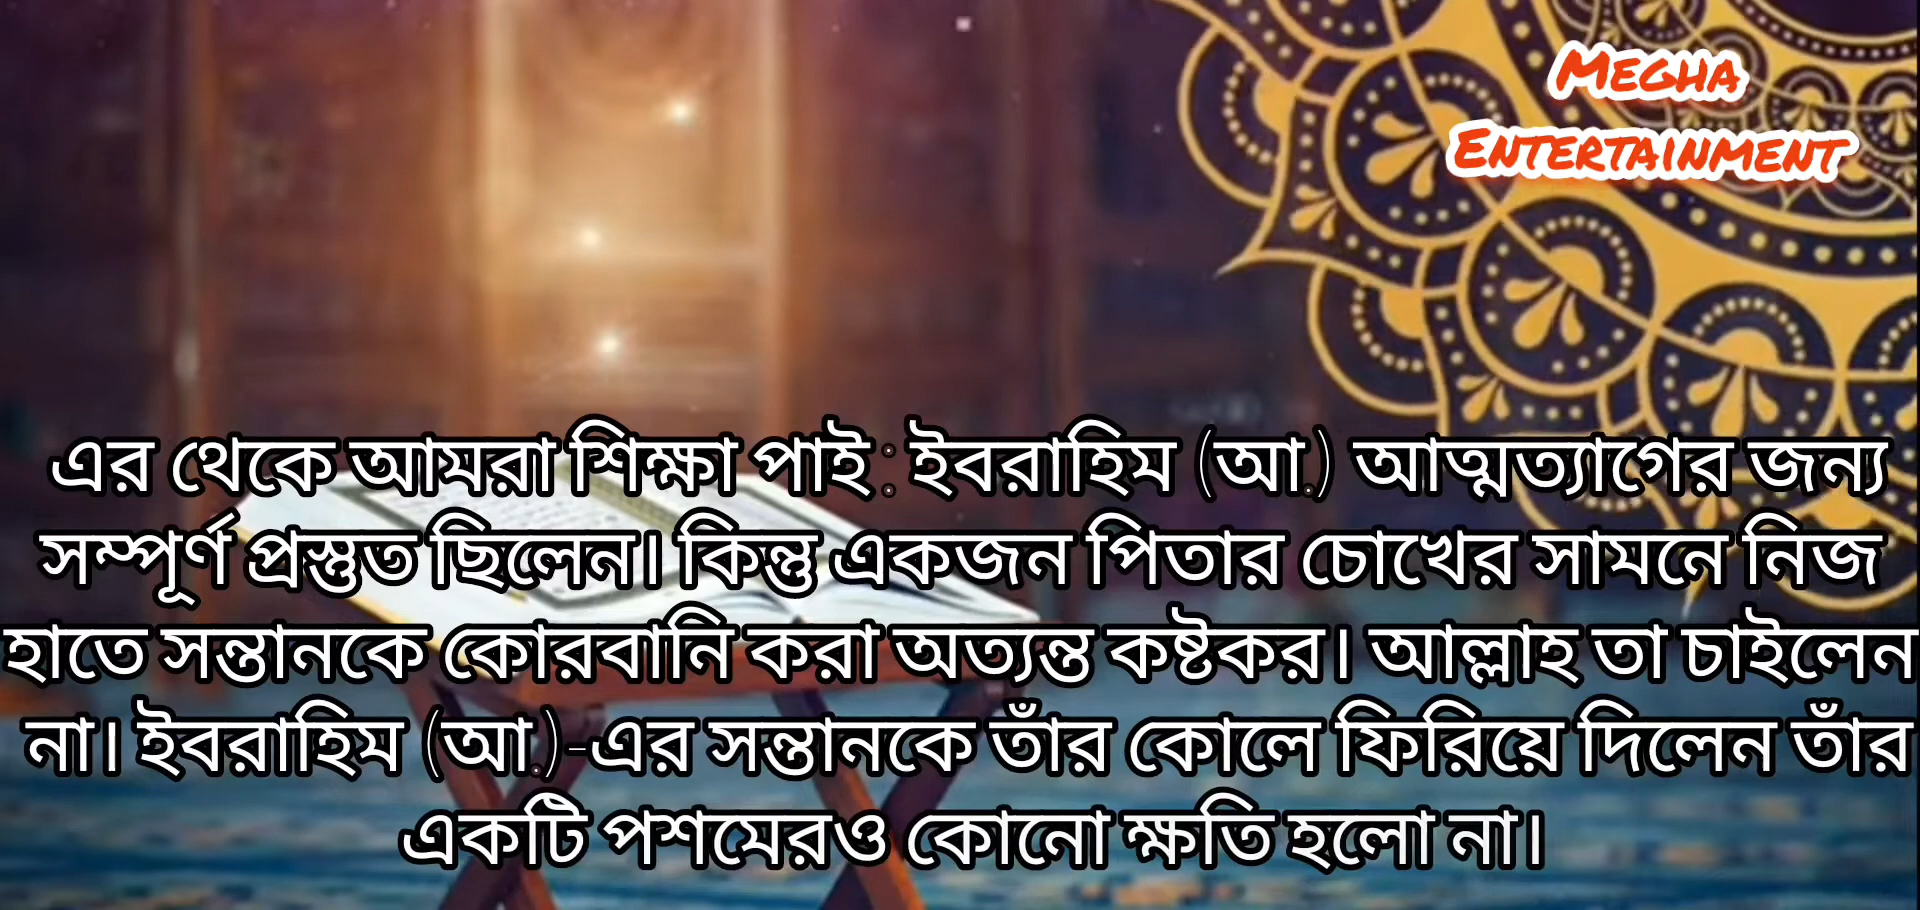 Megha
Entertainment
এর থেকে আমরা শিক্ষা পাই : ইবরাহিম (আ.) আত্মত্যাগের জন্য
সম্পূর্ণ প্রস্তুত ছিলেন। কিন্তু একজন পিতার চোখের সামনে নিজ
হাতে সন্তানকে কোরবানি করা অত্যন্ত কষ্টকর। আল্লাহ তা চাইলেন
না। ইবরাহিম (আ.)-এর সন্তানকে তাঁর কোলে ফিরিয়ে দিলেন তাঁর
একটি পশমেরও কোনো ক্ষতি হলো না।